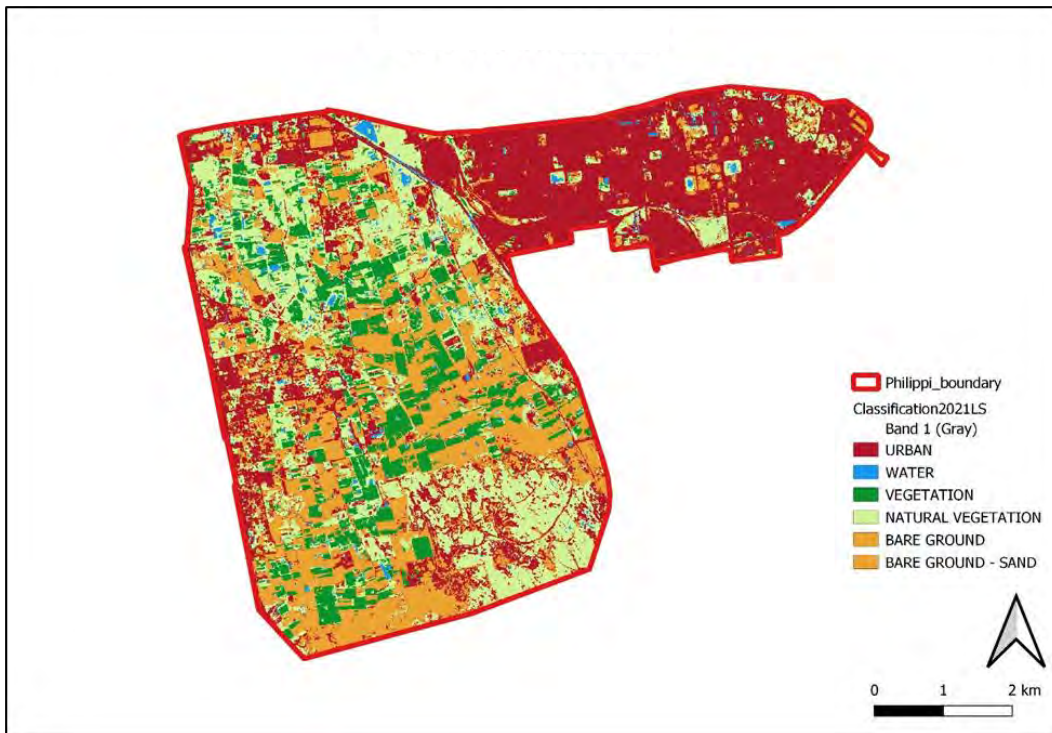 Philippi_boundary
Classification2021LS
Band 1 (Gray)
URBAN
WATER
VEGETATION
NATURAL VEGETATION
BARE GROUND
BARE GROUND - SAND
0 1 2 km